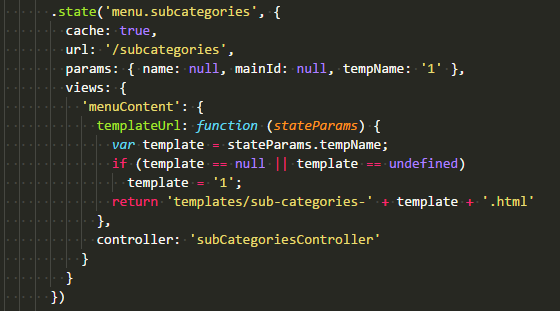 .state('menu.subcategories', {
cache: true,
url: '/subcategories',
params: { name: null, mainId: null, tempName: '1' },
views: {
'menuContent': {
templateUrl: function (stateParams) {
var template = stateParams.tempName;
if (template == null || template == undefined)
template = '1';
return 'templates/sub-categories-' + template + '.html'
},
controller: 'subCategoriesController'
}
}
})